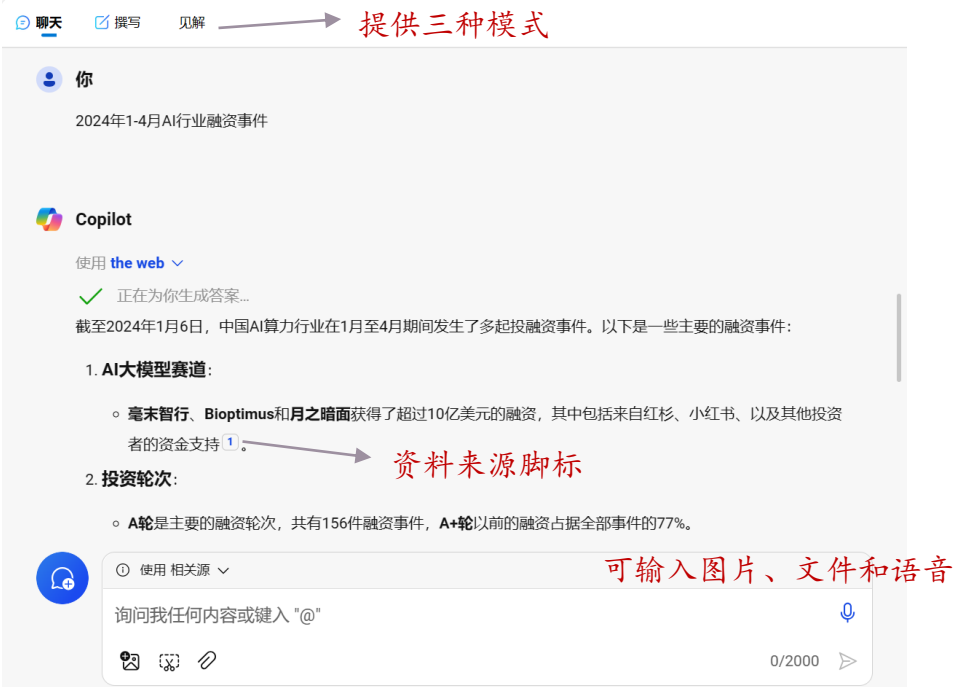 聊天 撰写 见解 提供三种模式
你
2024年1-4月AI行业融资事件
Copilot
使用 the web
正在为你生成答案...
截至2024年1月6日，中国AI算力行业在1月至4月期间发生了多起投融资事件。以下是一些主要的融资事件：
1. AI大模型赛道：
○ 毫末智行、Bioptimus和月之暗面获得了超过10亿美元的融资，其中包括来自红杉、小红书、以及其他投资
者的资金支持 1 。
资料来源脚标
2. 投资轮次：
○ A轮是主要的融资轮次，共有156件融资事件，A+轮以前的融资占据全部事件的77%。
使用 相关源
可输入图片、文件和语音
询问我任何内容或键入 "@"
0/2000